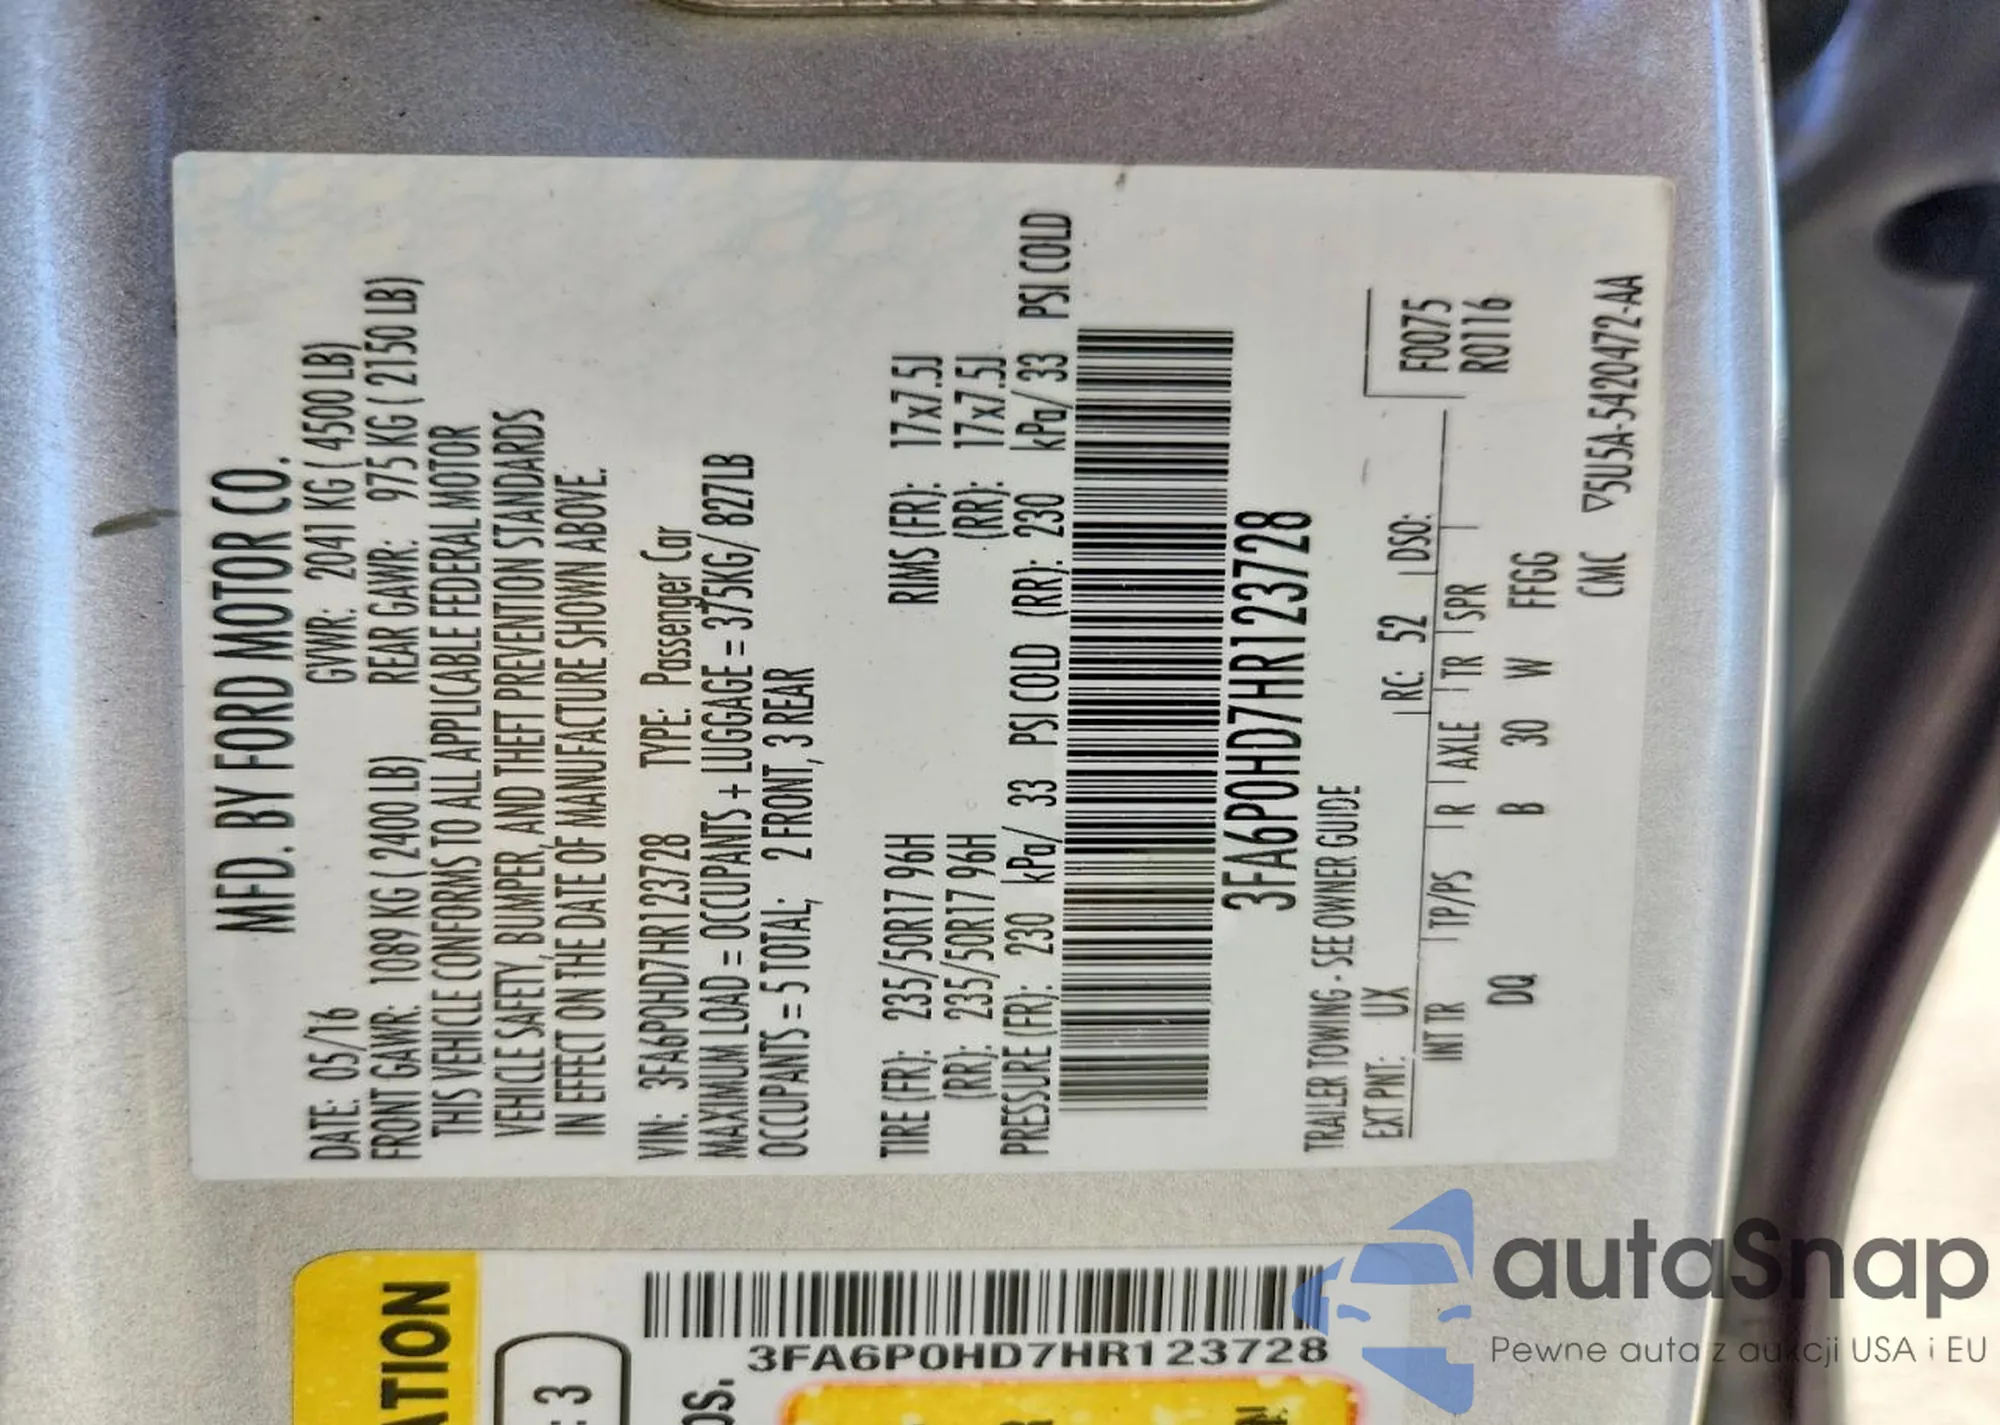 MFD. BY FORD MOTOR CO.
DATE: 05/16 GVWR: 2041 KG ( 4500 LB)
FRONT GAWR: 1089 KG ( 2400 LB) REAR GAWR: 975 KG ( 2150 LB)
THIS VEHICLE CONFORMS TO ALL APPLICABLE FEDERAL MOTOR
VEHICLE SAFETY, BUMPER, AND THEFT PREVENTION STANDARDS
IN EFFECT ON THE DATE OF MANUFACTURE SHOWN ABOVE.
VIN: 3FA6P0HD7HR123728 TYPE: Passenger Car
MAXIMUM LOAD = OCCUPANTS + LUGGAGE = 375KG/ 827LB
OCCUPANTS = 5 TOTAL; 2 FRONT, 3 REAR
TIRE (FR): 235/50R17 96H RIMS (FR): 17x7.5J
(RR): 235/50R17 96H (RR): 17x7.5J
PRESSURE (FR): 230 kPa/ 33 PSI COLD (RR): 230 kPa/ 33 PSI COLD
3FA6P0HD7HR123728
TRAILER TOWING - SEE OWNER GUIDE
EXT PNT: UX RC: 52 DSO:
F0075
R0116
INT TR TP/PS R AXLE TR SPR
DQ B 30 W FFGG
CMC ▽5U5A-5420472-AA
ATION
: 3
OS.
3FA6P0HD7HR123728
autaSnap
Pewne auta z aukcji USA i EU